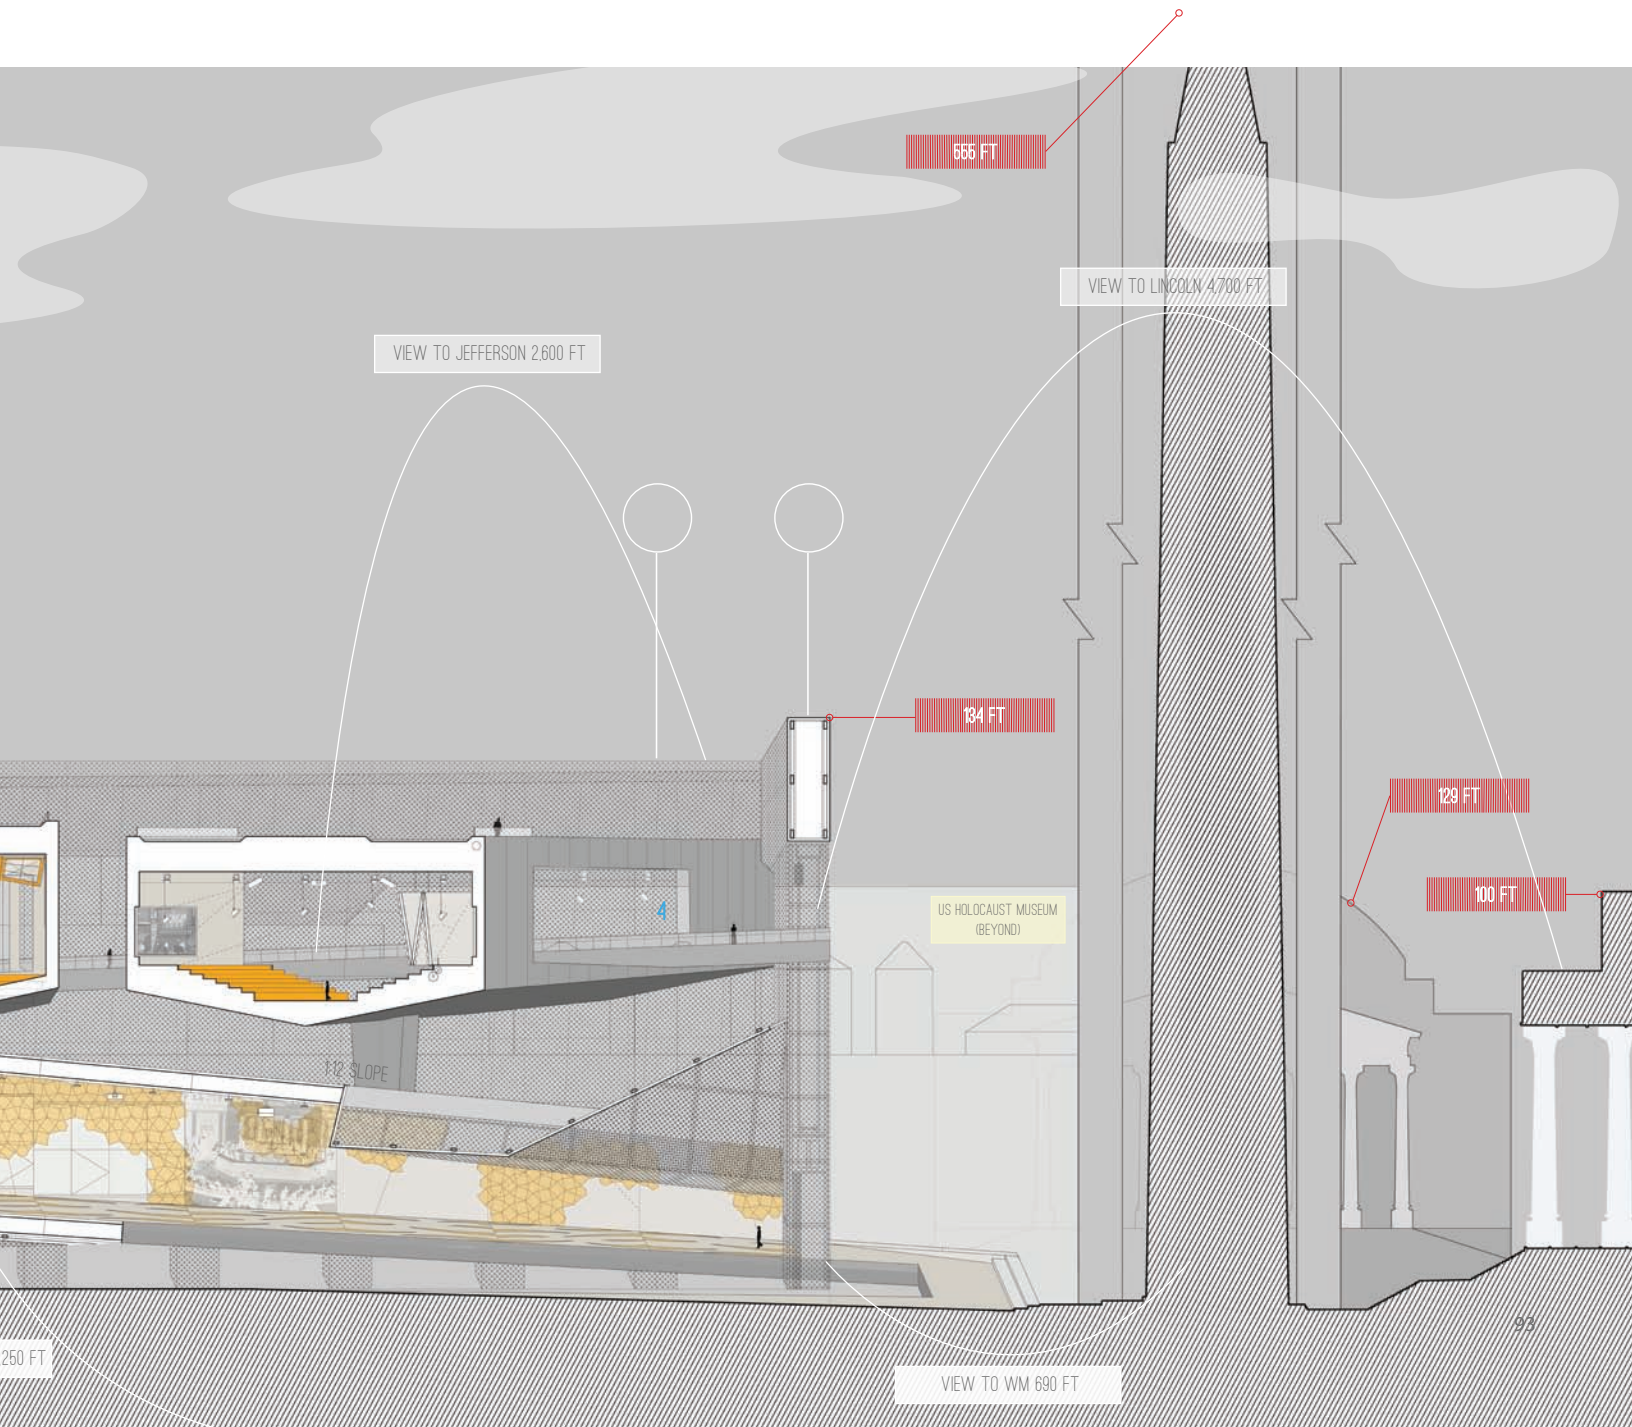 555 FT
VIEW TO LINCOLN 4,700 FT
VIEW TO JEFFERSON 2,600 FT
134 FT
129 FT
100 FT
4
US HOLOCAUST MUSEUM
(BEYOND)
1:12 SLOPE
93
250 FT
VIEW TO WM 690 FT